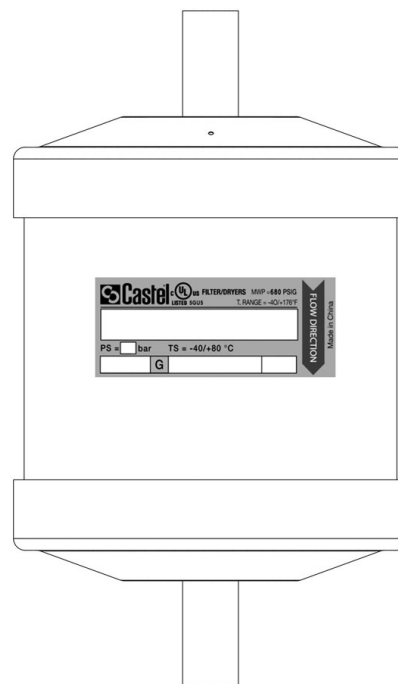 Castel c UL us LISTED SGUS FILTER/DRYERS MWP =680 PSIG
T. RANGE = -40/+176°F
PS = bar TS = -40/+80 °C
G
FLOW DIRECTION
Made in China